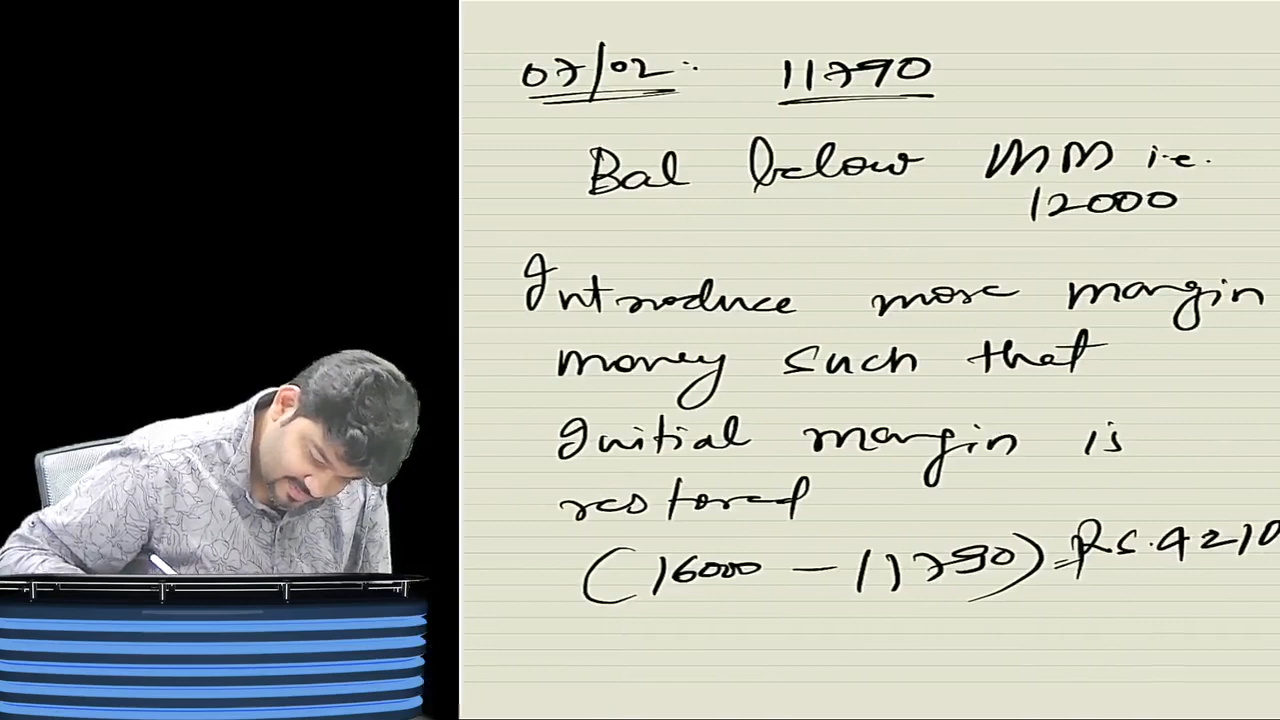 07/02: 11790
Bal below MM i.e.
12000
Introduce more margin
money such that
Initial margin is
restored
(16000 - 11790) = Rs. 4210